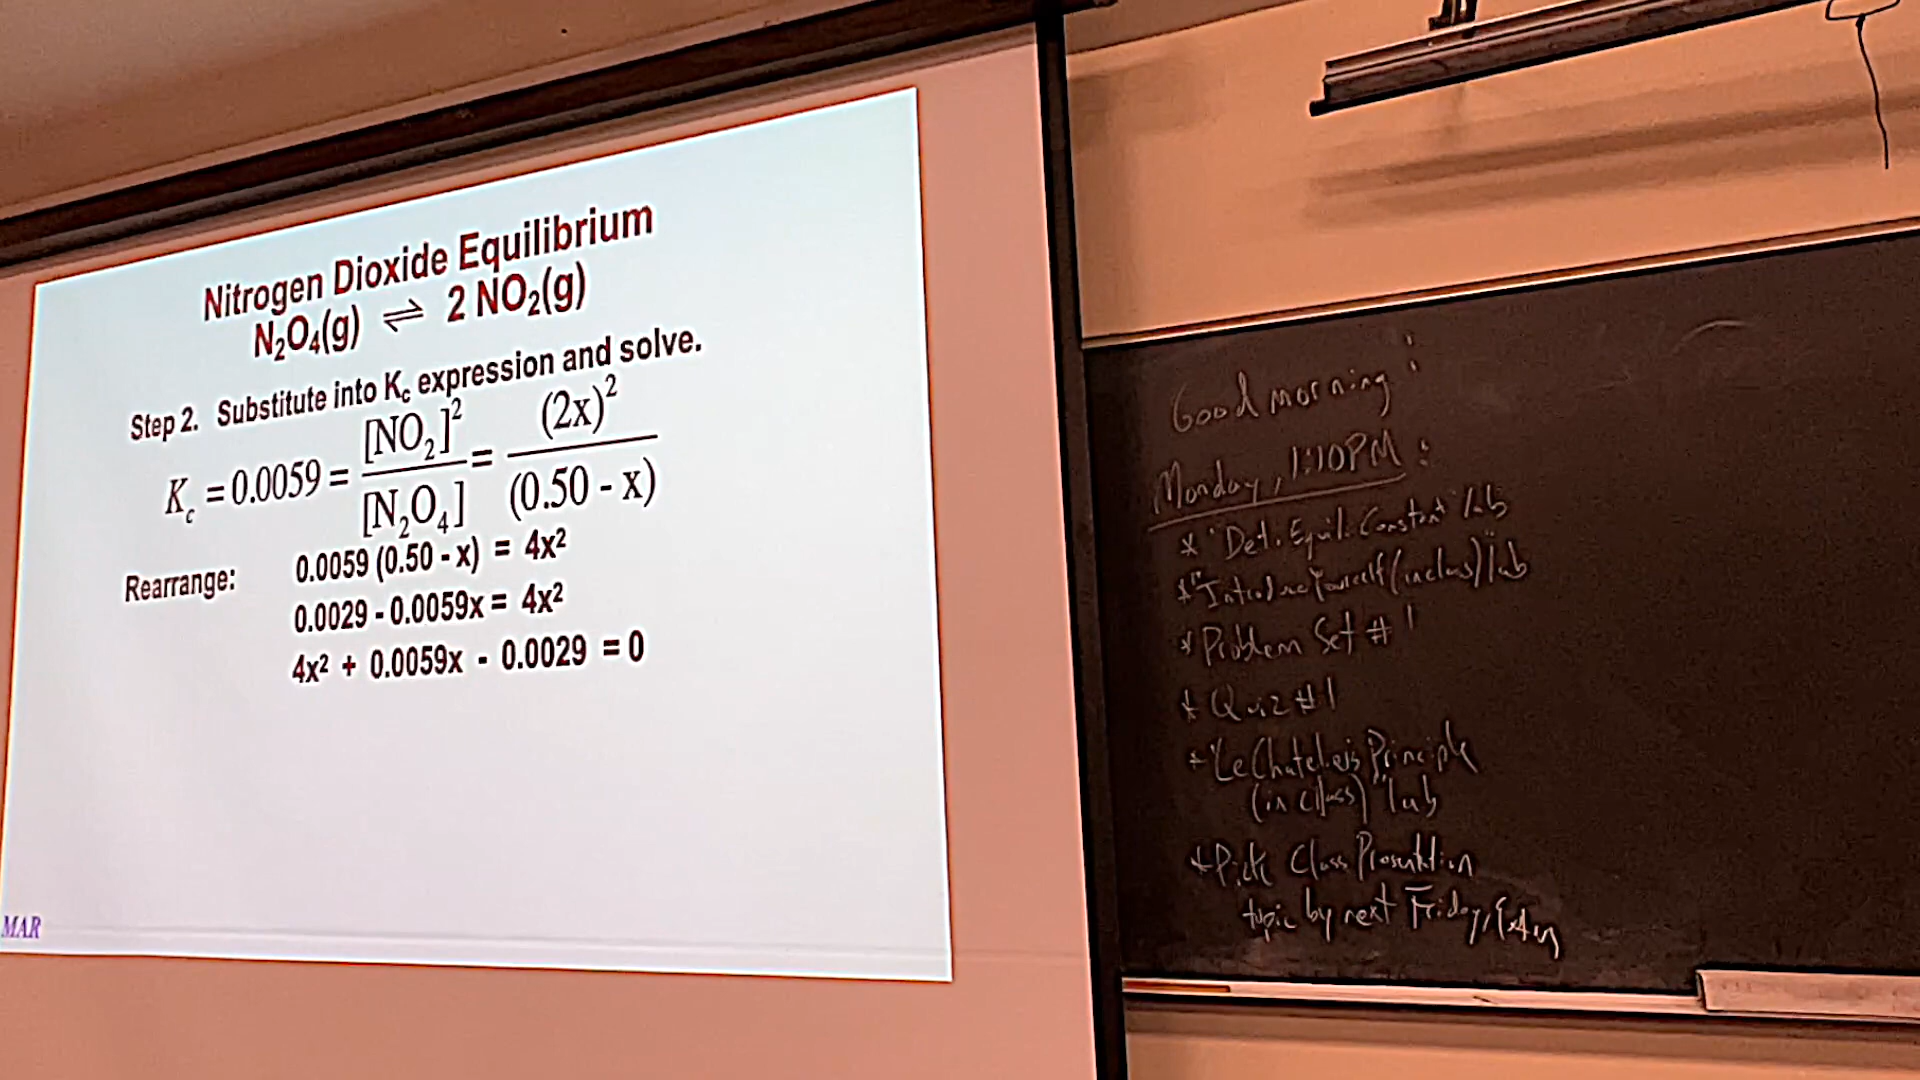 Nitrogen Dioxide Equilibrium
N₂O₄(g) ⇌ 2 NO₂(g)
Step 2. Substitute into K꜀ expression and solve.
K꜀ = 0.0059 = [NO₂]² / [N₂O₄] = (2x)² / (0.50 - x)
Rearrange: 0.0059 (0.50 - x) = 4x²
0.0029 - 0.0059x = 4x²
4x² + 0.0059x - 0.0029 = 0
MAR
Good morning!
Monday, 1:10PM:
* "Det. Equil. Constant" lab
* "Introduce Yourself (in class)" lab
* Problem Set #1
* Quiz #1
* "Le Chatelier's Principle
(in class)" lab
* Pick Class Presentation
topic by next Friday,